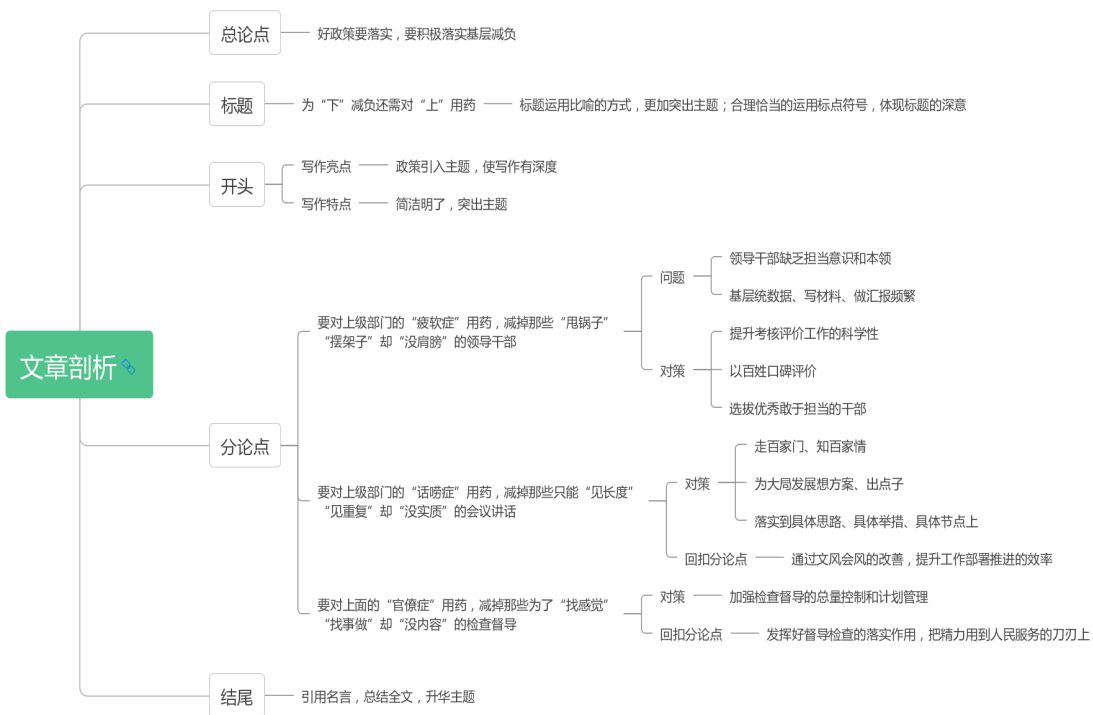 文章剖析
总论点
好政策要落实，要积极落实基层减负
标题
为“下”减负还需对“上”用药
标题运用比喻的方式，更加突出主题；合理恰当的运用标点符号，体现标题的深意
开头
写作亮点
政策引入主题，使写作有深度
写作特点
简洁明了，突出主题
分论点
要对上级部门的“疲软症”用药，减掉那些“甩锅子”
“摆架子”却“没肩膀”的领导干部
问题
领导干部缺乏担当意识和本领
基层统数据、写材料、做汇报频繁
对策
提升考核评价工作的科学性
以百姓口碑评价
选拔优秀敢于担当的干部
要对上级部门的“话唠症”用药，减掉那些只能“见长度”
“见重复”却“没实质”的会议讲话
对策
走百家门、知百家情
为大局发展想方案、出点子
落实到具体思路、具体举措、具体节点上
回扣分论点
通过文风会风的改善，提升工作部署推进的效率
要对上面的“官僚症”用药，减掉那些为了“找感觉”
“找事做”却“没内容”的检查督导
对策
加强检查督导的总量控制和计划管理
回扣分论点
发挥好督导检查的落实作用，把精力用到人民服务的刀刃上
结尾
引用名言，总结全文，升华主题